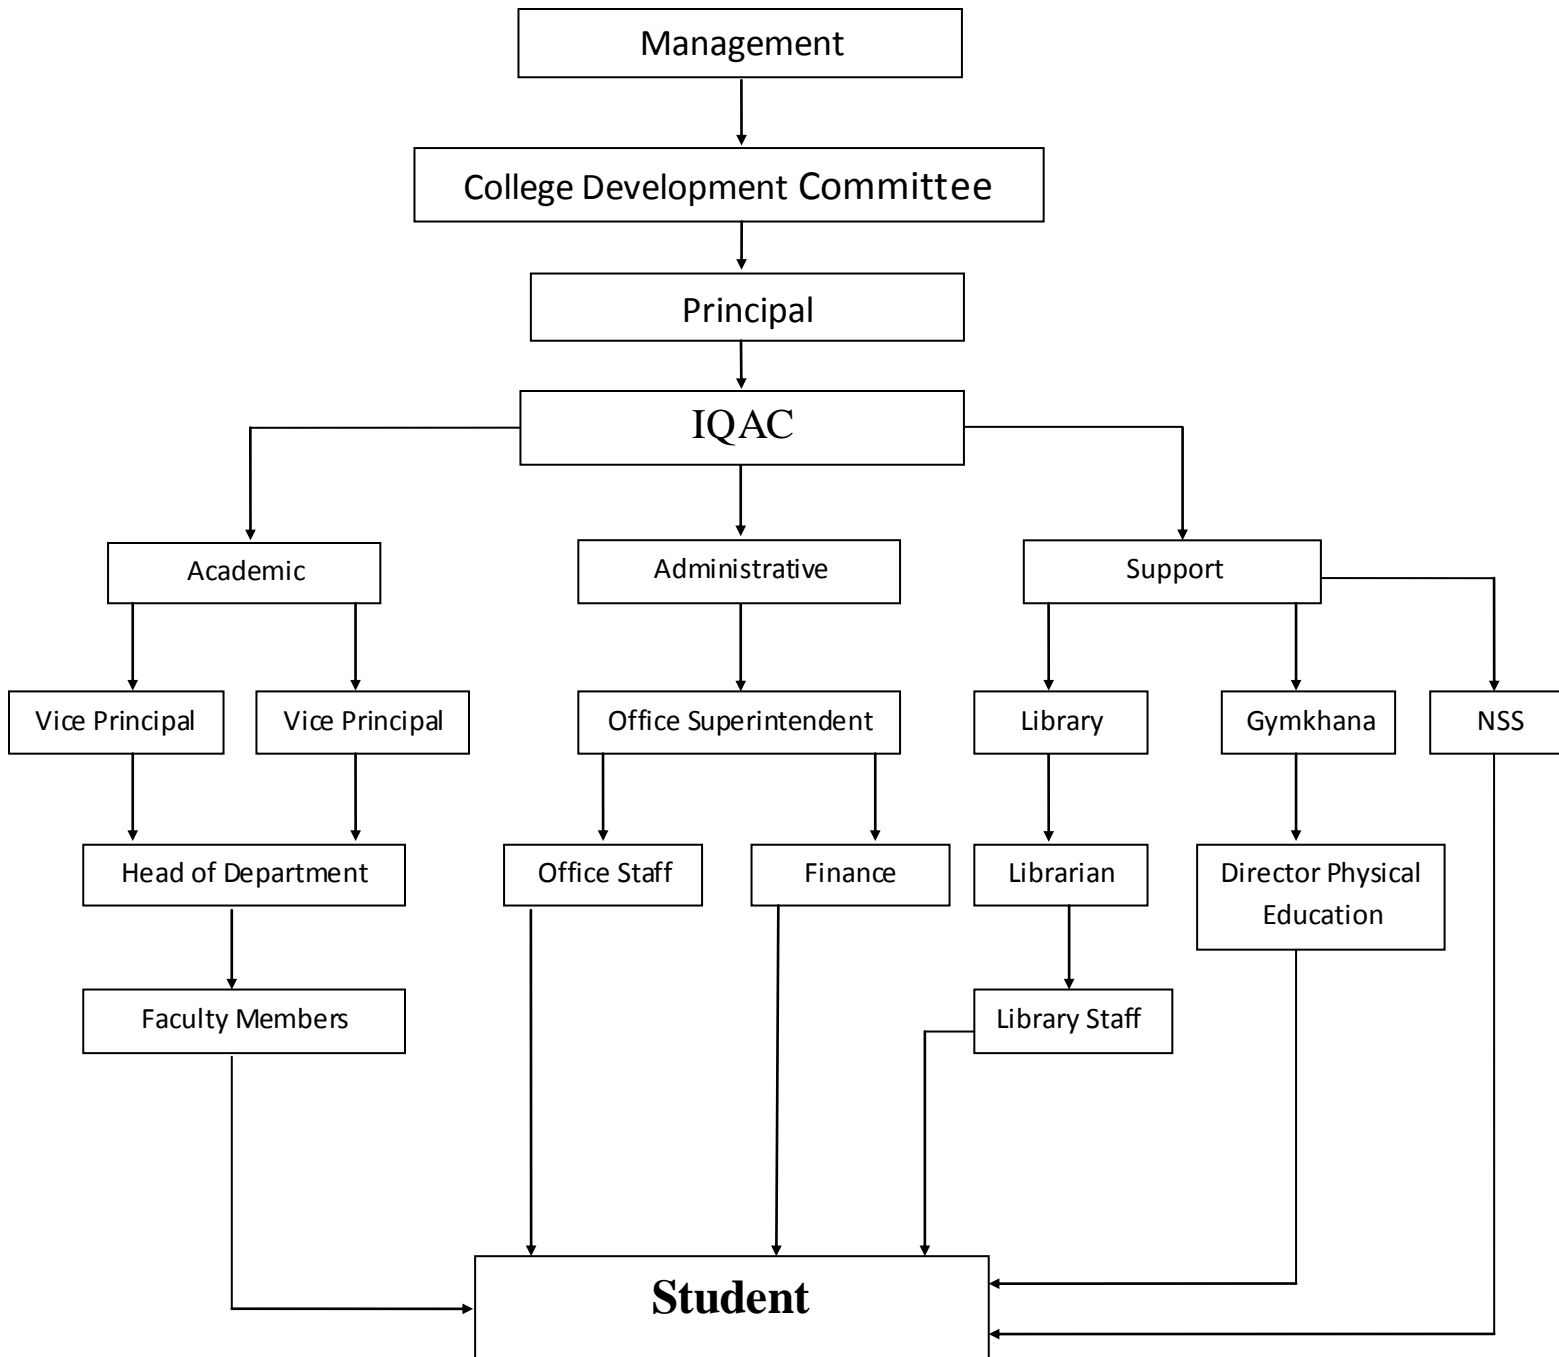 Management
College Development Committee
Principal
IQAC
Academic
Administrative
Support
Vice Principal
Vice Principal
Office Superintendent
Library
Gymkhana
NSS
Head of Department
Office Staff
Finance
Librarian
Director Physical
Education
Faculty Members
Library Staff
Student